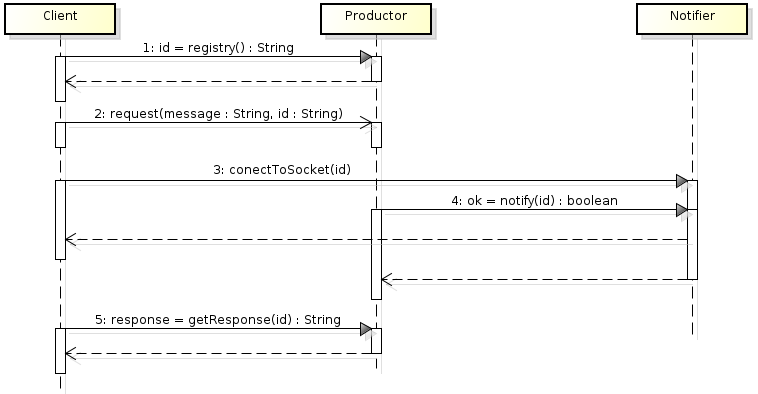 Client
Productor
Notifier
1: id = registry() : String
2: request(message : String, id : String)
3: conectToSocket(id)
4: ok = notify(id) : boolean
5: response = getResponse(id) : String